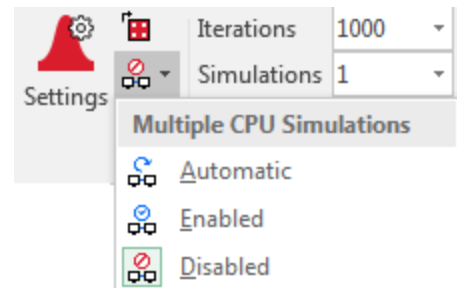 Iterations 1000
Simulations 1
Settings
Multiple CPU Simulations
Automatic
Enabled
Disabled